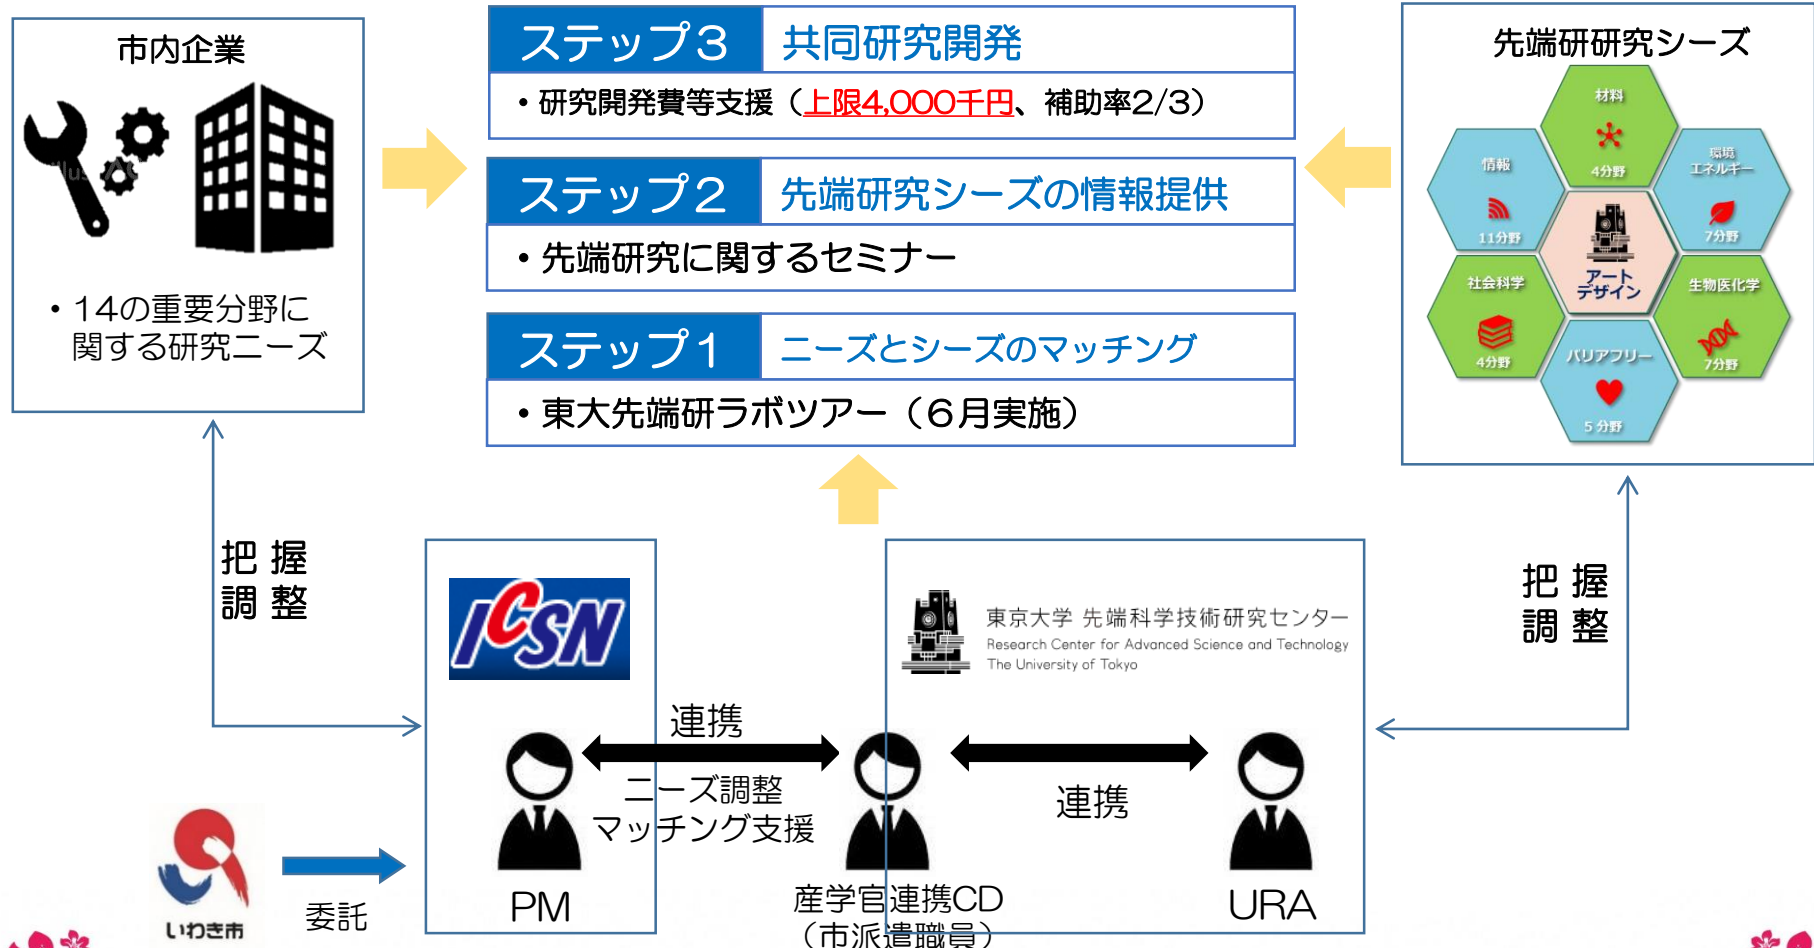 市内企業
・14の重要分野に
関する研究ニーズ
ステップ3 共同研究開発
・研究開発費等支援（上限4,000千円、補助率2/3）
ステップ2 先端研究シーズの情報提供
・先端研究に関するセミナー
ステップ1 ニーズとシーズのマッチング
・東大先端研ラボツアー（6月実施）
先端研研究シーズ
材料
4分野
情報
11分野
環境
エネルギー
7分野
アート
デザイン
社会科学
4分野
生物医化学
7分野
バリアフリー
5分野
把握
調整
把握
調整
ICSN
東京大学 先端科学技術研究センター
Research Center for Advanced Science and Technology
The University of Tokyo
連携
ニーズ調整
マッチング支援
連携
PM
産学官連携CD
（市派遣職員）
URA
いわき市
委託